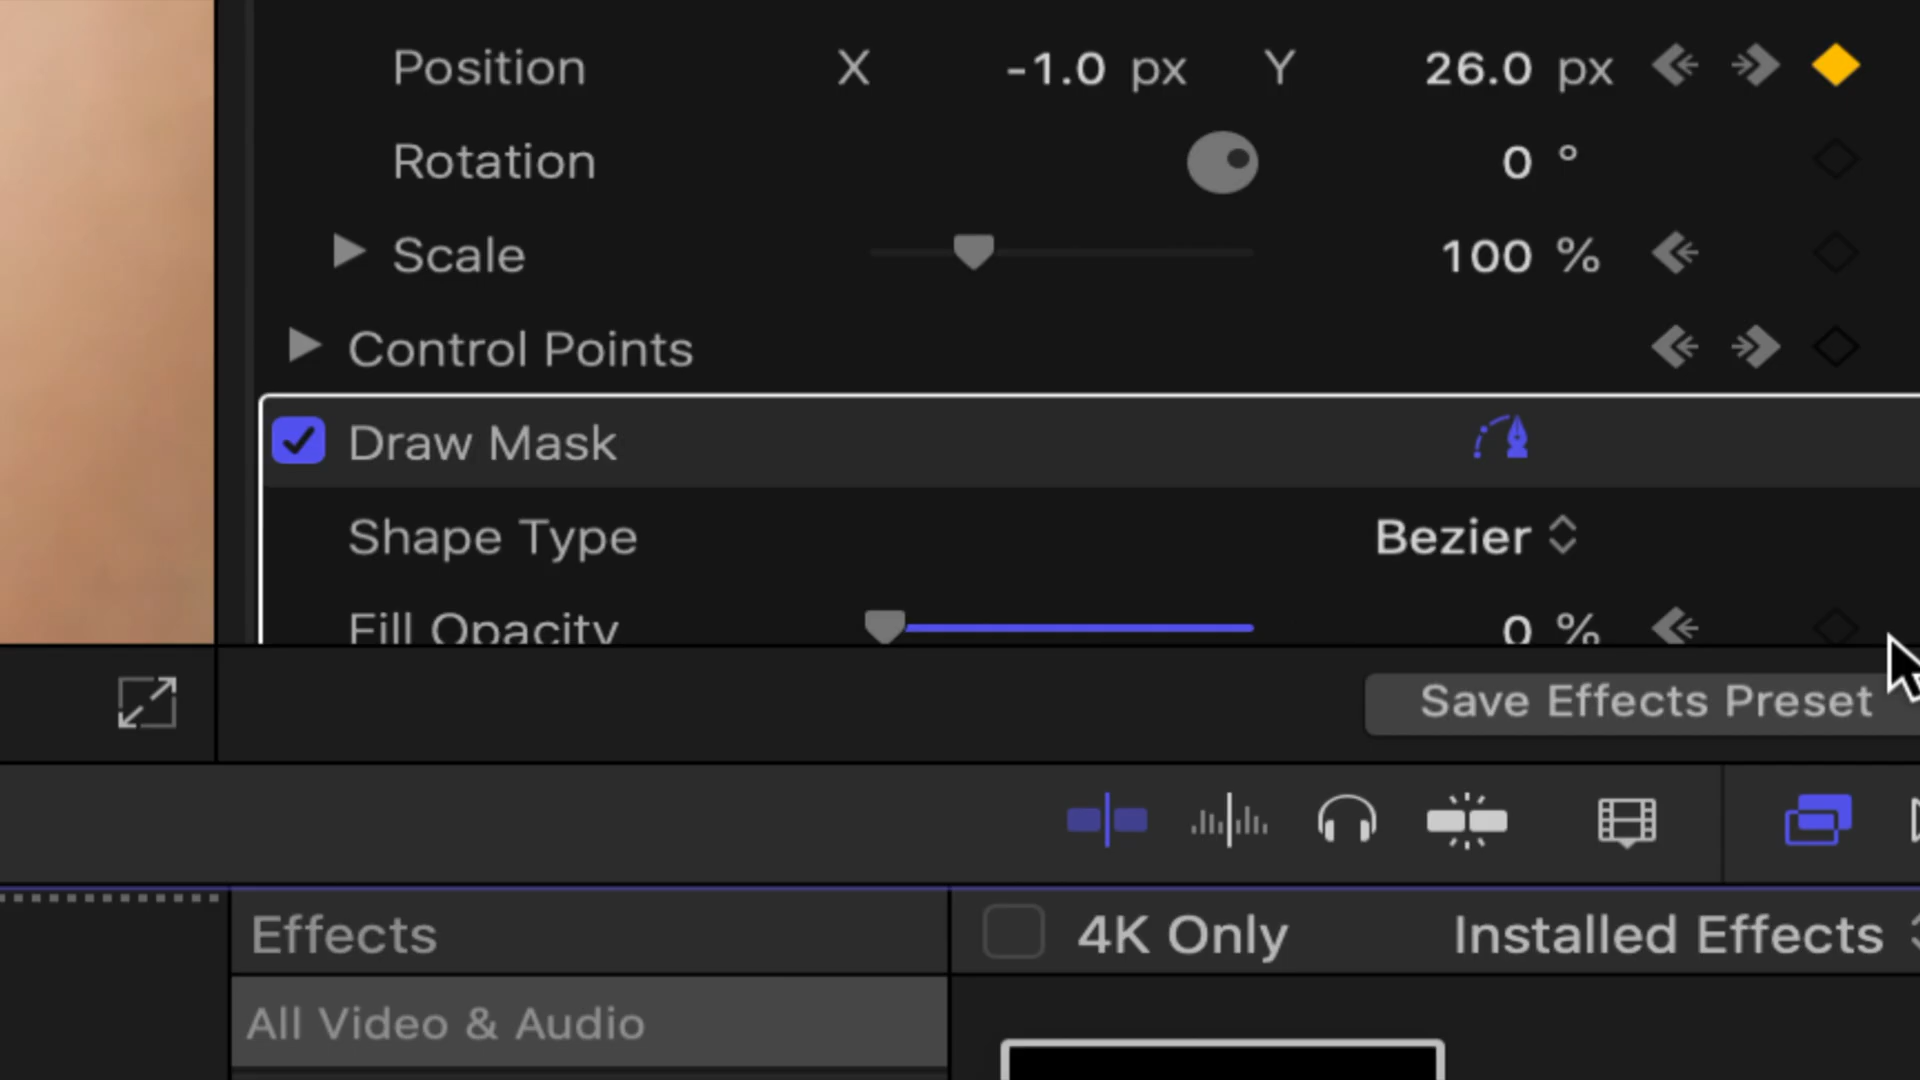 Position X -1.0 px Y 26.0 px
Rotation 0 °
Scale 100 %
Control Points
Draw Mask
Shape Type Bezier
Fill Opacity 0 %
Save Effects Preset
Effects 4K Only Installed Effects
All Video & Audio